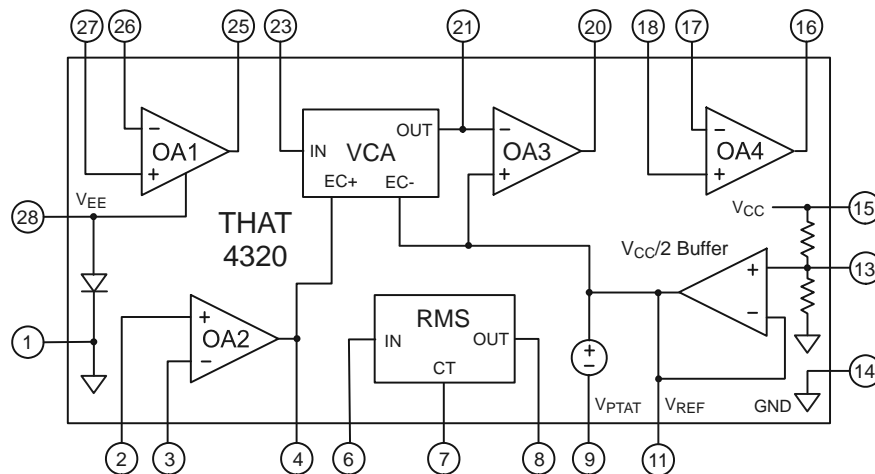 27 26 25 23 21 20 18 17 16
− + OA1
OUT
IN VCA
EC+ EC-
− + OA3
− + OA4
28 VEE
THAT
4320
VCC 15
VCC/2 Buffer
+ − 13
1
+ − OA2
RMS
IN OUT
CT
+ −
VPTAT VREF GND 14
2 3 4 6 7 8 9 11